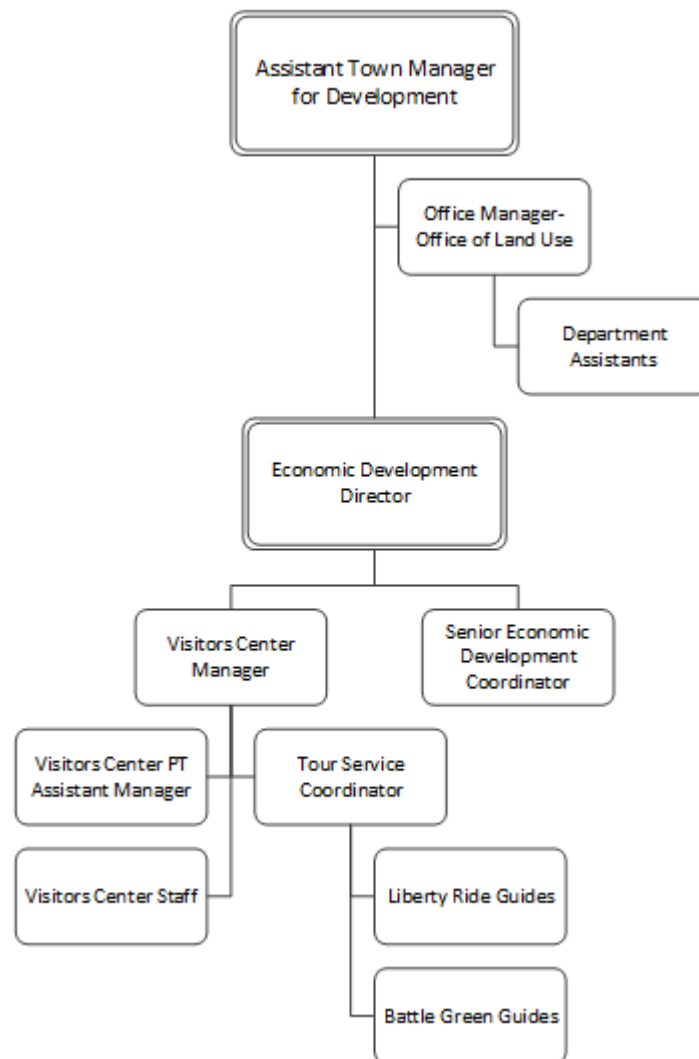 Assistant Town Manager
for Development
Office Manager-
Office of Land Use
Department
Assistants
Economic Development
Director
Visitors Center
Manager
Senior Economic
Development
Coordinator
Visitors Center PT
Assistant Manager
Tour Service
Coordinator
Visitors Center Staff
Liberty Ride Guides
Battle Green Guides